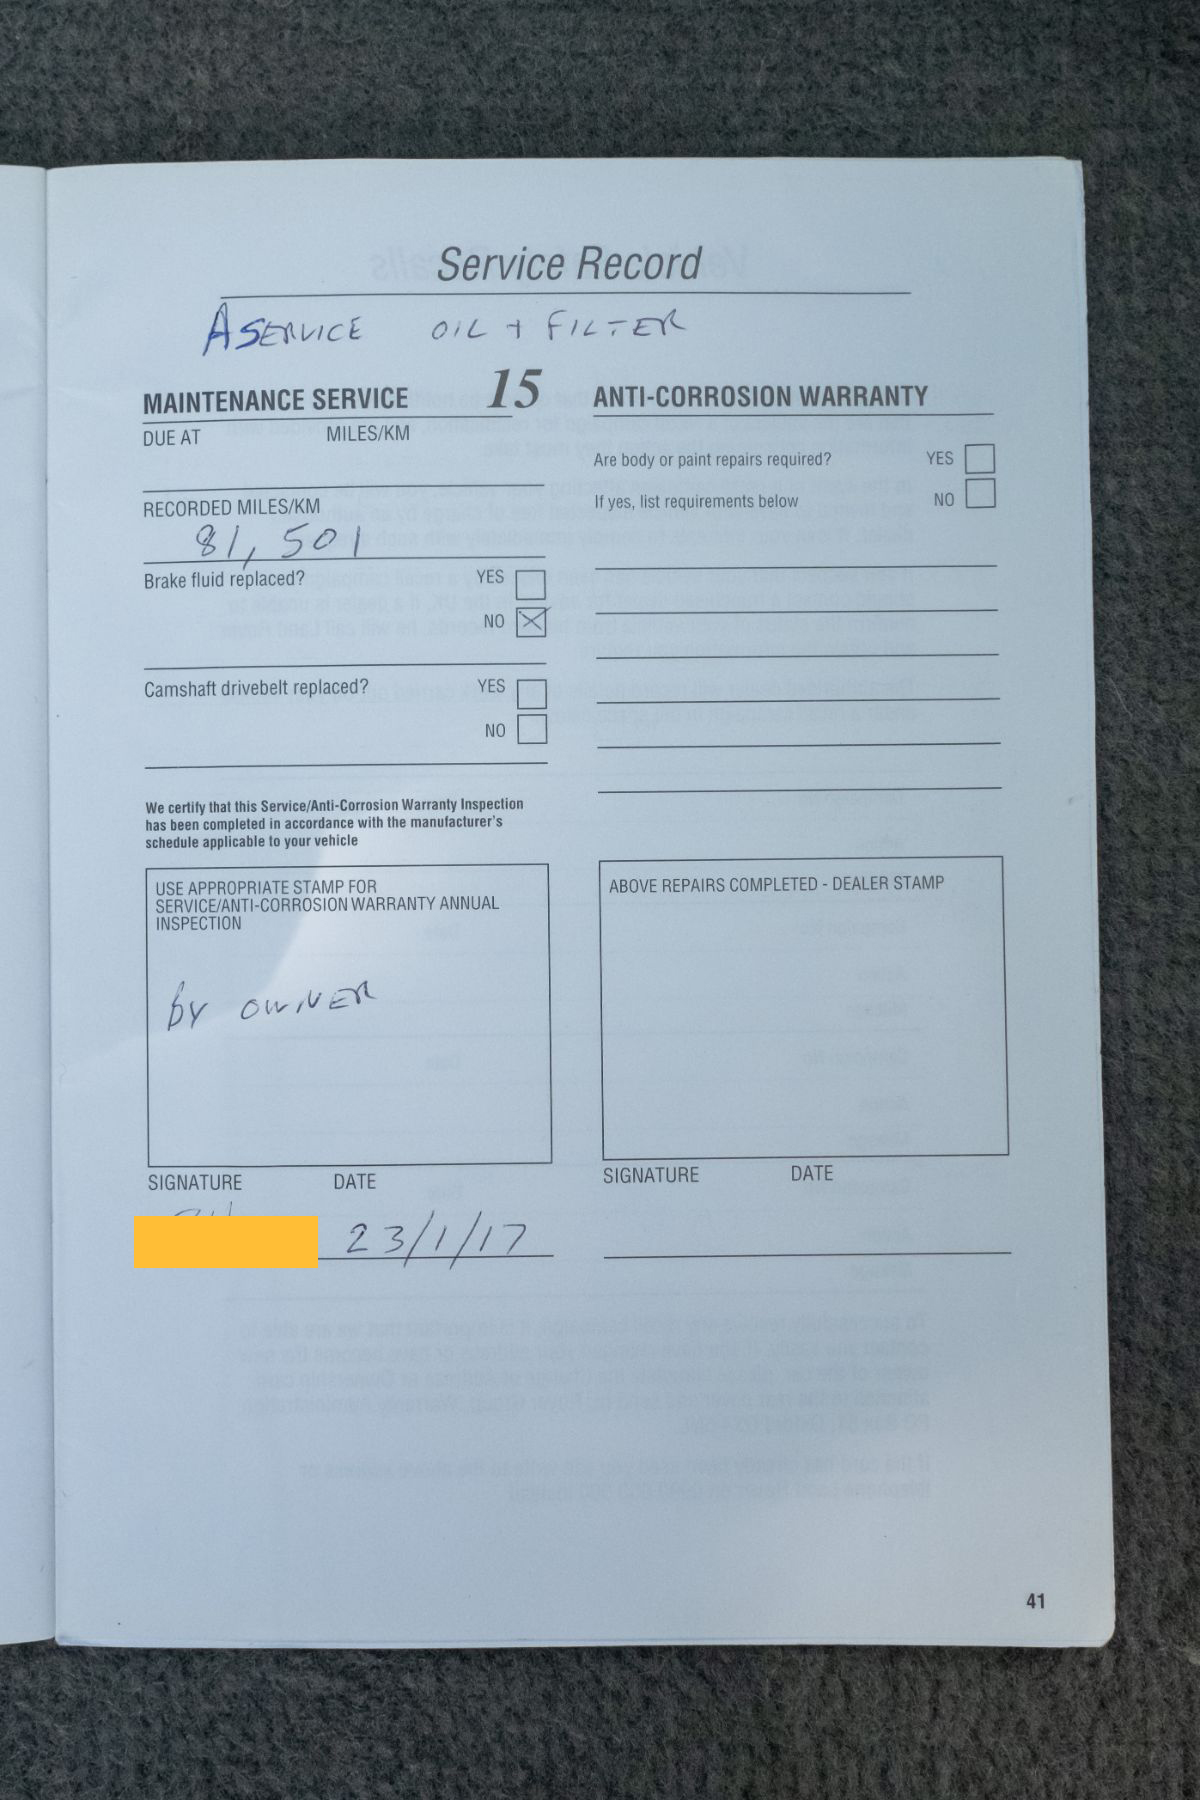 Service Record
A SERVICE OIL + FILTER
MAINTENANCE SERVICE 15
DUE AT MILES/KM
RECORDED MILES/KM
81,501
Brake fluid replaced? YES
NO
Camshaft drivebelt replaced? YES
NO
We certify that this Service/Anti-Corrosion Warranty Inspection
has been completed in accordance with the manufacturer's
schedule applicable to your vehicle
USE APPROPRIATE STAMP FOR
SERVICE/ANTI-CORROSION WARRANTY ANNUAL
INSPECTION
BY OWNER
SIGNATURE DATE
23/1/17
ANTI-CORROSION WARRANTY
Are body or paint repairs required? YES
If yes, list requirements below NO
ABOVE REPAIRS COMPLETED - DEALER STAMP
SIGNATURE DATE
41